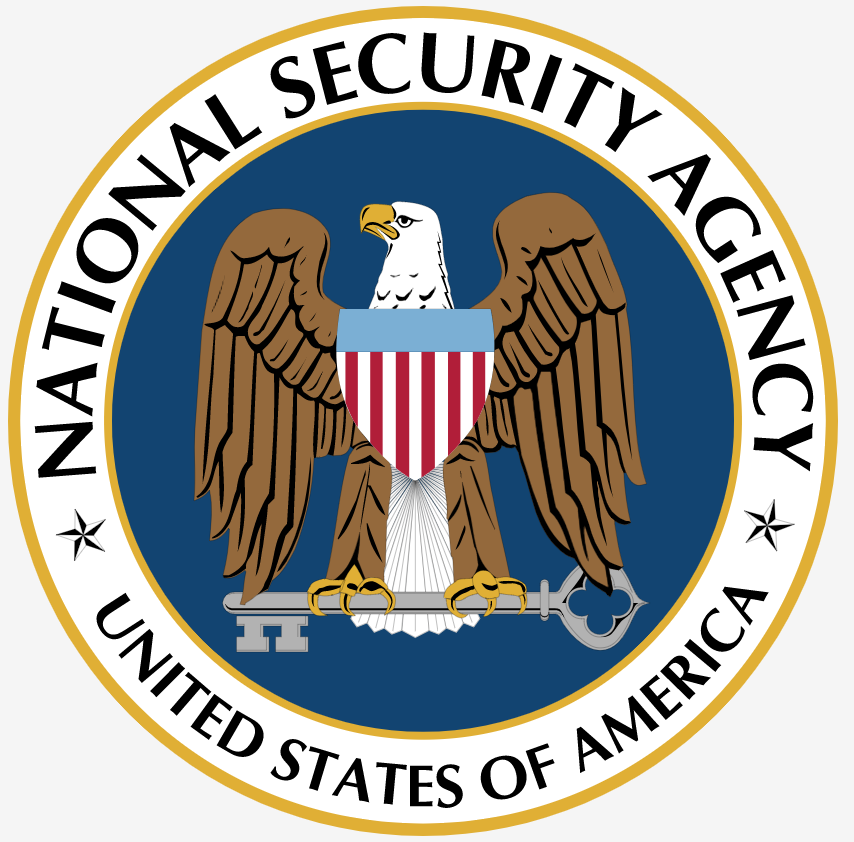 NATIONAL SECURITY AGENCY
UNITED STATES OF AMERICA